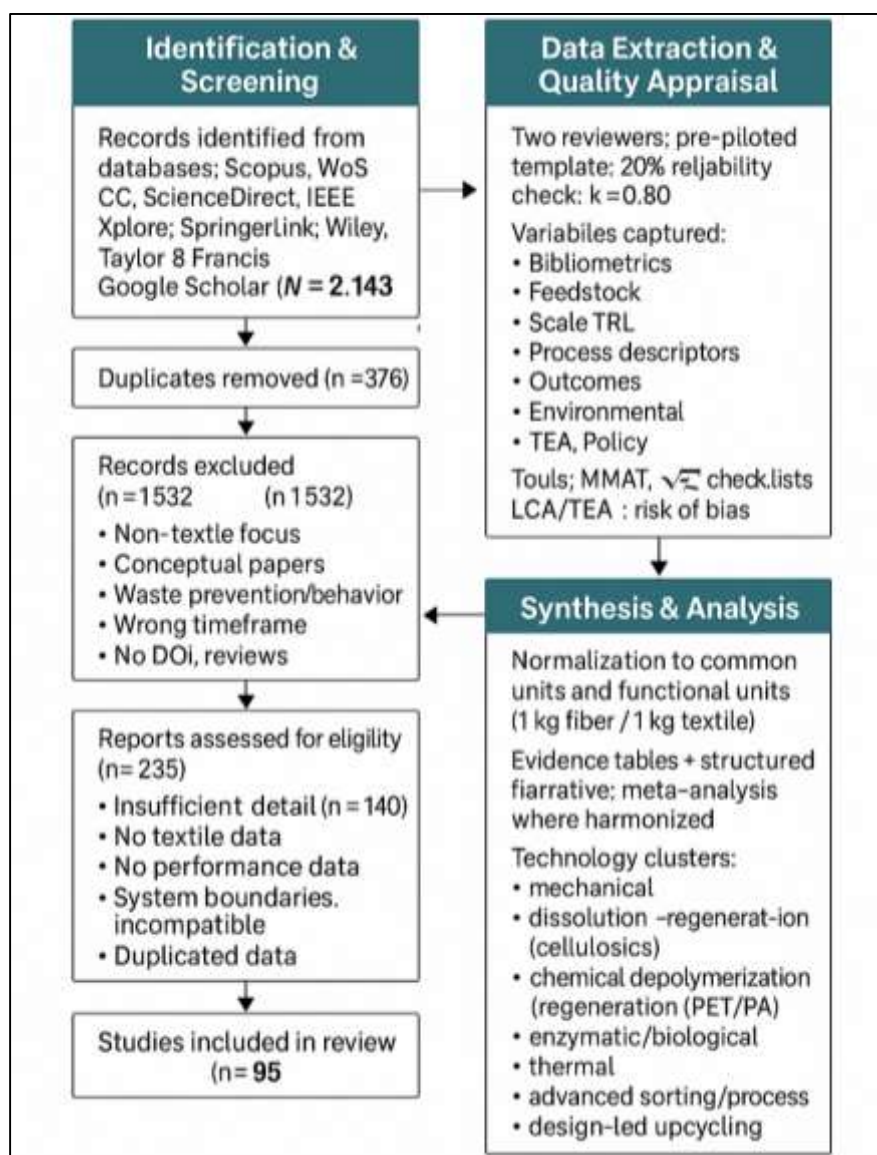 Identification &
Screening
Records identified from
databases; Scopus, WoS
CC, ScienceDirect, IEEE
Xplore; SpringerLink; Wiley,
Taylor 8 Francis
Google Scholar (N = 2.143
Duplicates removed (n =376)
Records excluded
(n =1532 (n 1532)
• Non-textle focus
• Conceptual papers
• Waste prevention/behavior
• Wrong timeframe
• No DOi, reviews
Reports assessed for eligility
(n= 235)
• Insufficient detail (n = 140)
• No textile data
• No performance data
• System boundaries.
incompatible
• Duplicated data
Studies included in review
(n= 95
Data Extraction &
Quality Appraisal
Two reviewers; pre-piloted
template; 20% reljability
check: k =0.80
Variabiles captured:
• Bibliometrics
• Feedstock
• Scale TRL
• Process descriptors
• Outcomes
• Environmental
• TEA, Policy
Touls; MMAT, check.lists
LCA/TEA : risk of bias
Synthesis & Analysis
Normalization to common
units and functional units
(1 kg fiber / 1 kg textile)
Evidence tables + structured
fiarrative; meta-analysis
where harmonized
Technology clusters:
• mechanical
• dissolution –regenerat-ion
(cellulosics)
• chemical depolymerization
(regeneration (PET/PA)
• enzymatic/biological
• thermal
• advanced sorting/process
• design-led upcycling